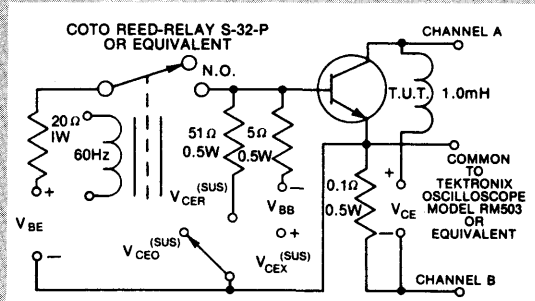 COTO REED-RELAY S-32-P
OR EQUIVALENT
CHANNEL A
N.O.
T.U.T.
1.0mH
20Ω
1W
60Hz
51Ω
0.5W
5Ω
0.5W
COMMON
TO
TEKTRONIX
OSCILLOSCOPE
MODEL RM503
OR
EQUIVALENT
+
V_BE
–
V_CER (SUS)
–
V_BB
+
V_CEO (SUS)
V_CEX (SUS)
0.1Ω
0.5W
+
V_CE
–
CHANNEL B